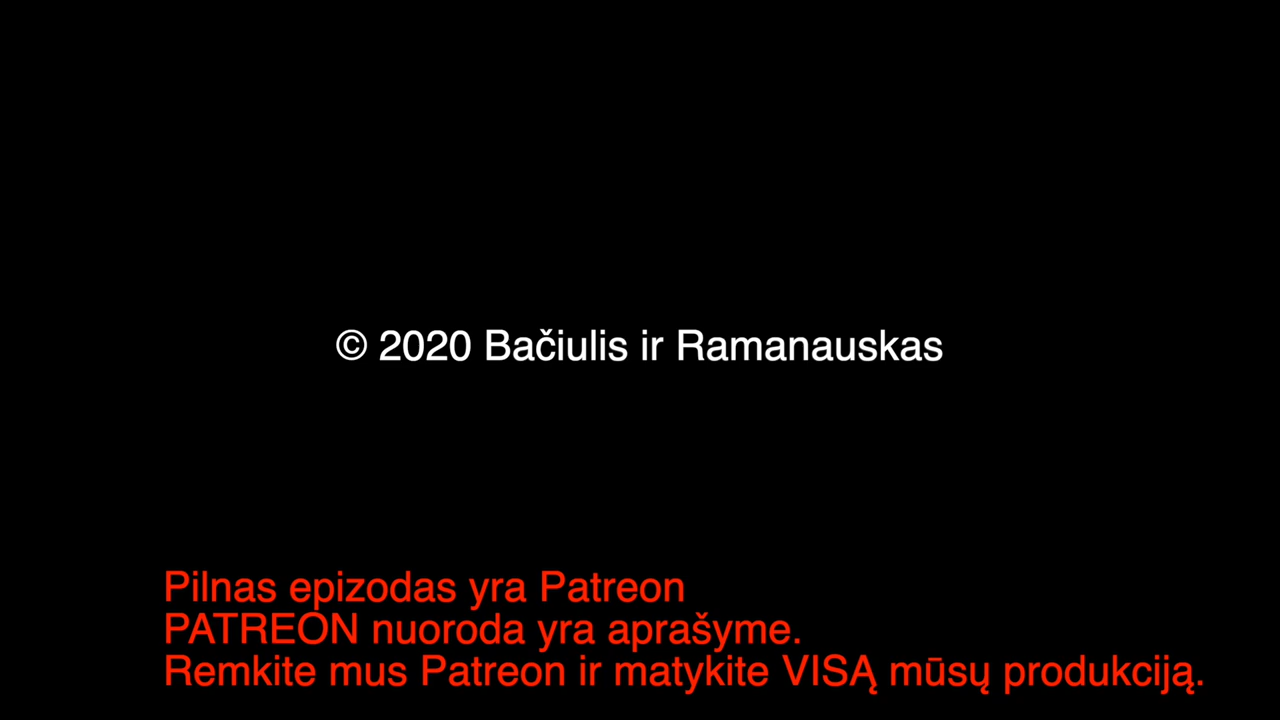 © 2020 Bačiulis ir Ramanauskas
Pilnas epizodas yra Patreon
PATREON nuoroda yra aprašyme.
Remkite mus Patreon ir matykite VISĄ mūsų produkciją.